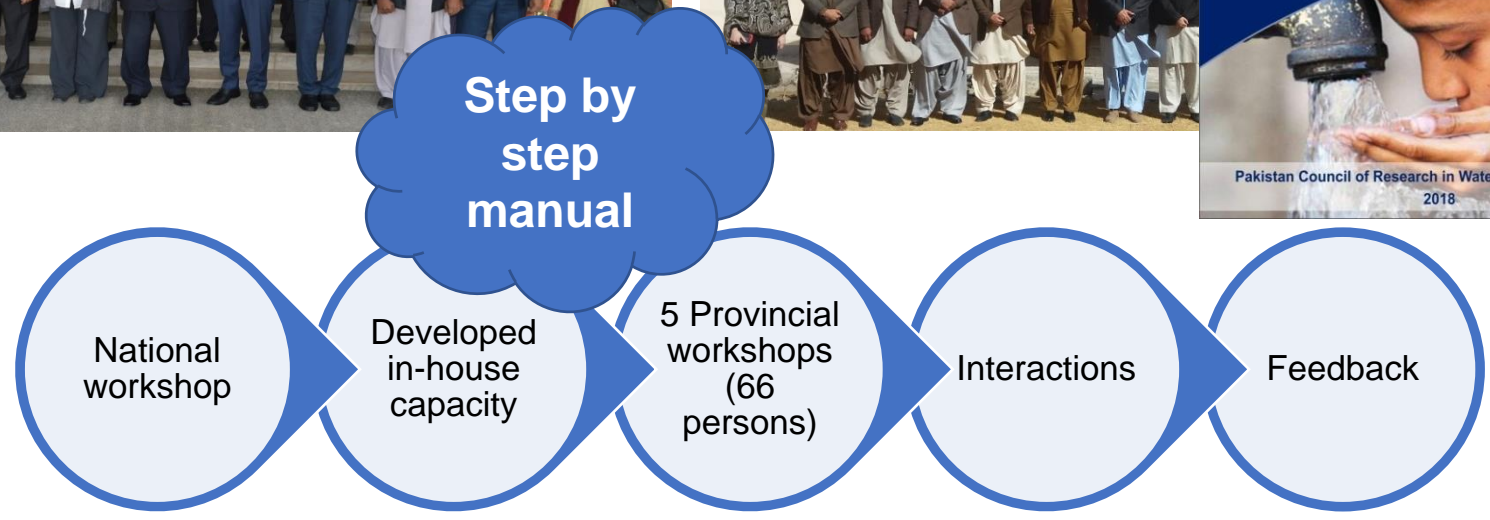 Step by
step
manual
Pakistan Council of Research in
2018
National
workshop
Developed
in-house
capacity
5 Provincial
workshops
(66
persons)
Interactions
Feedback